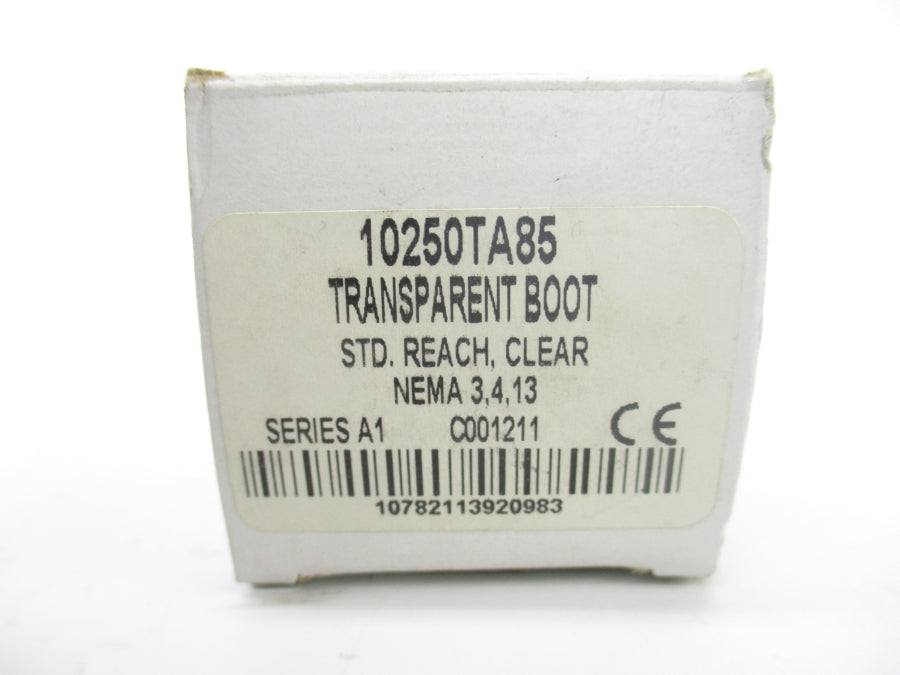 10250TA85
TRANSPARENT BOOT
STD. REACH, CLEAR
NEMA 3,4,13
SERIES A1 C001211 CE
10782113920983